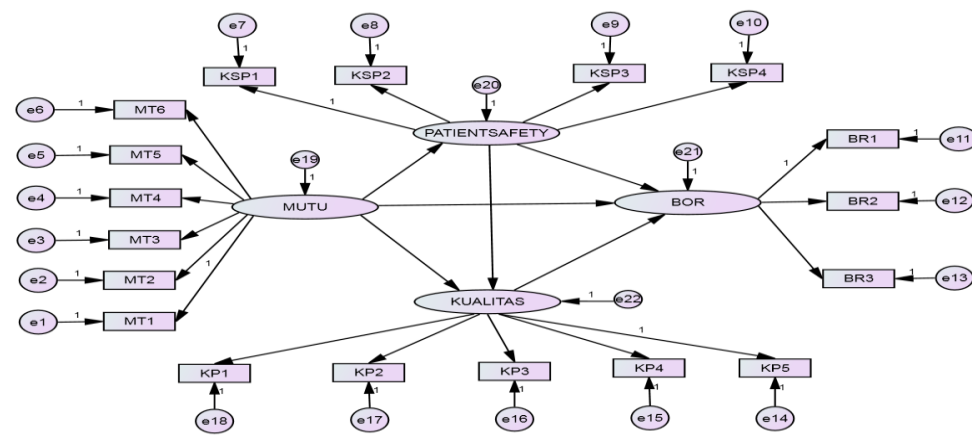 e7
e8
e9
e10
1
1
1
1
KSP1
KSP2
KSP3
KSP4
e20
1
1
PATIENTSAFETY
e6
1
MT6
e5
1
MT5
e4
1
MT4
e3
1
MT3
e2
1
MT2
e1
1
MT1
1
e19
1
MUTU
e21
1
BOR
1
BR1
1
e11
BR2
1
e12
BR3
1
e13
KUALITAS
1
e22
1
KP1
KP2
KP3
KP4
KP5
1
1
1
1
1
e18
e17
e16
e15
e14